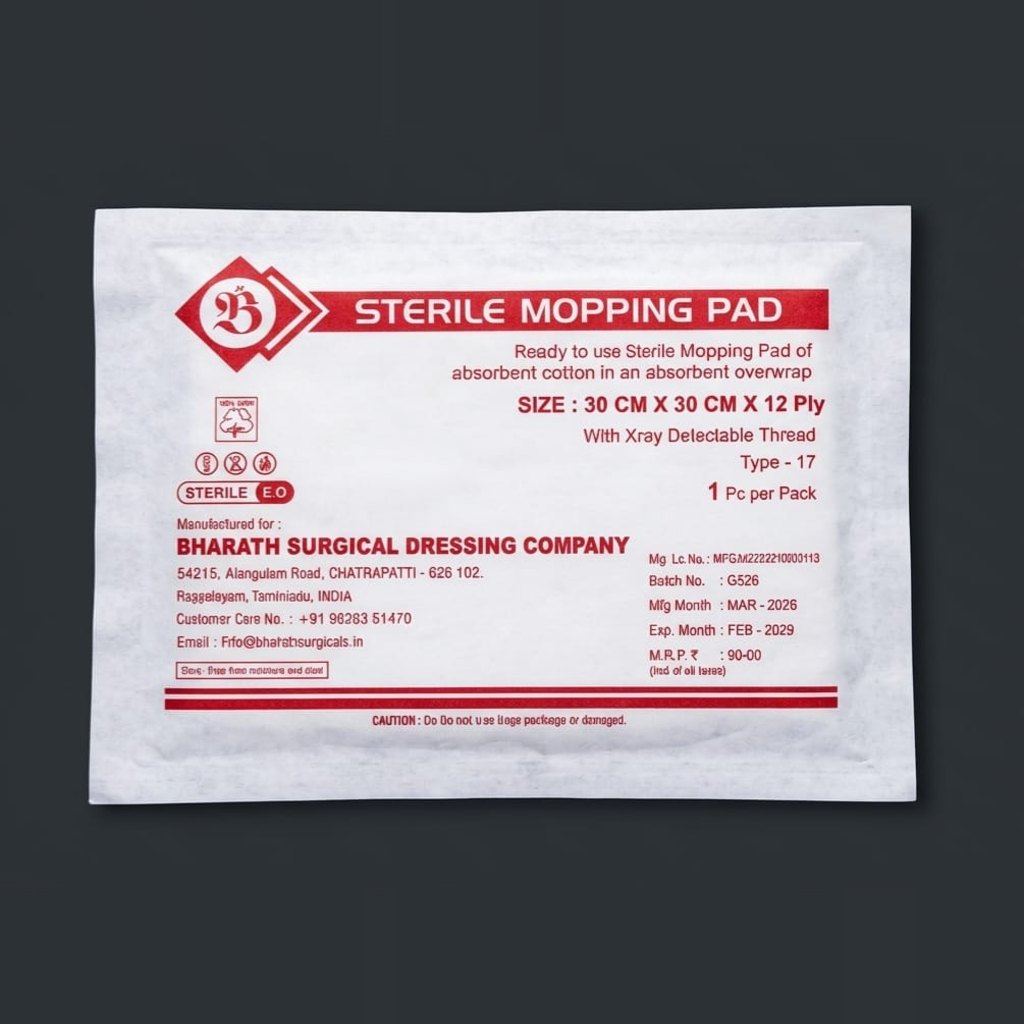 B
STERILE MOPPING PAD
Ready to use Sterile Mopping Pad of
absorbent cotton in an absorbent overwrap
SIZE : 30 CM X 30 CM X 12 Ply
With Xray Detectable Thread
Type - 17
1 Pc per Pack
STERILE E.O
Manufactured for :
BHARATH SURGICAL DRESSING COMPANY
54215, Alangulam Road, CHATRAPATTI - 626 102.
INDIA
Customer Care No. : +91 96283 51470
Email :
Mg. Lc. No. :
Batch No. : G526
Mfg Month : MAR - 2026
Exp. Month : FEB - 2029
M.R.P. ₹ : 90-00
CAUTION : Do Do not use package or damaged.